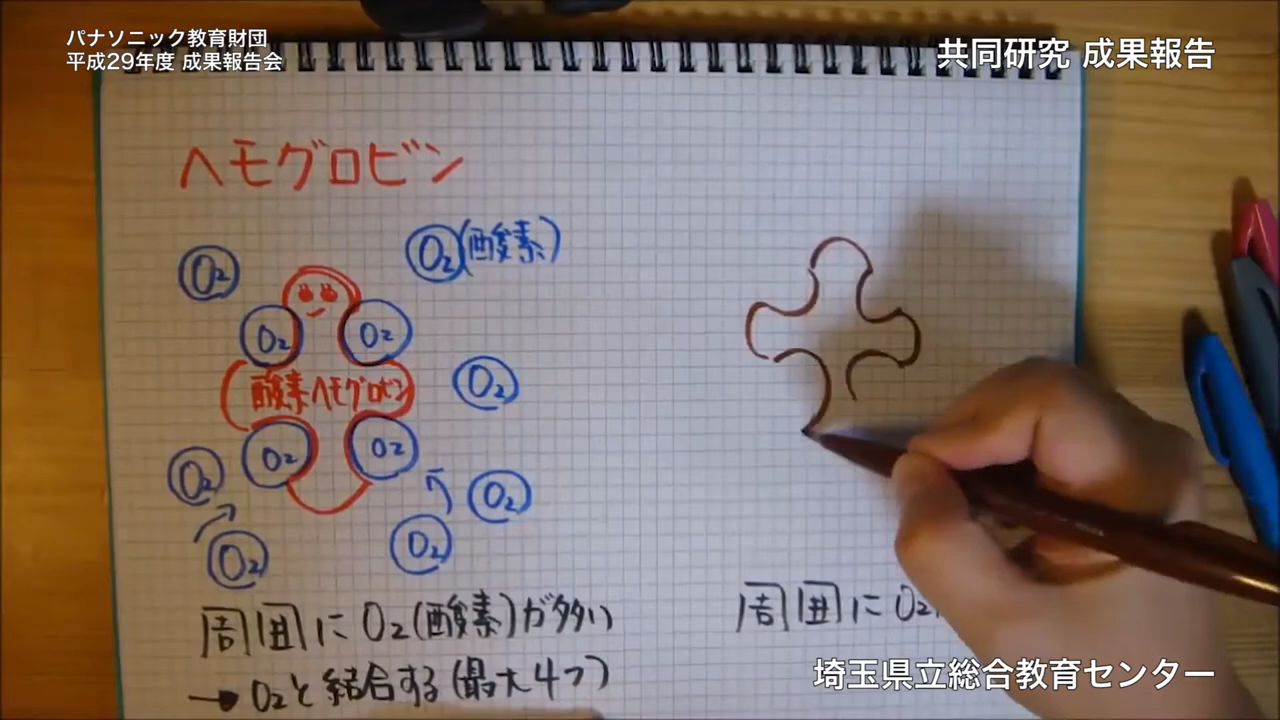 パナソニック教育財団
平成29年度 成果報告会
共同研究 成果報告
ヘモグロビン
O₂(酸素)
O₂
O₂
O₂
O₂
酸素ヘモグロビン
O₂
O₂
O₂
O₂
O₂
O₂
周囲にO₂(酸素)が多い
→O₂と結合する(最大4つ)
周囲にO₂
埼玉県立総合教育センター